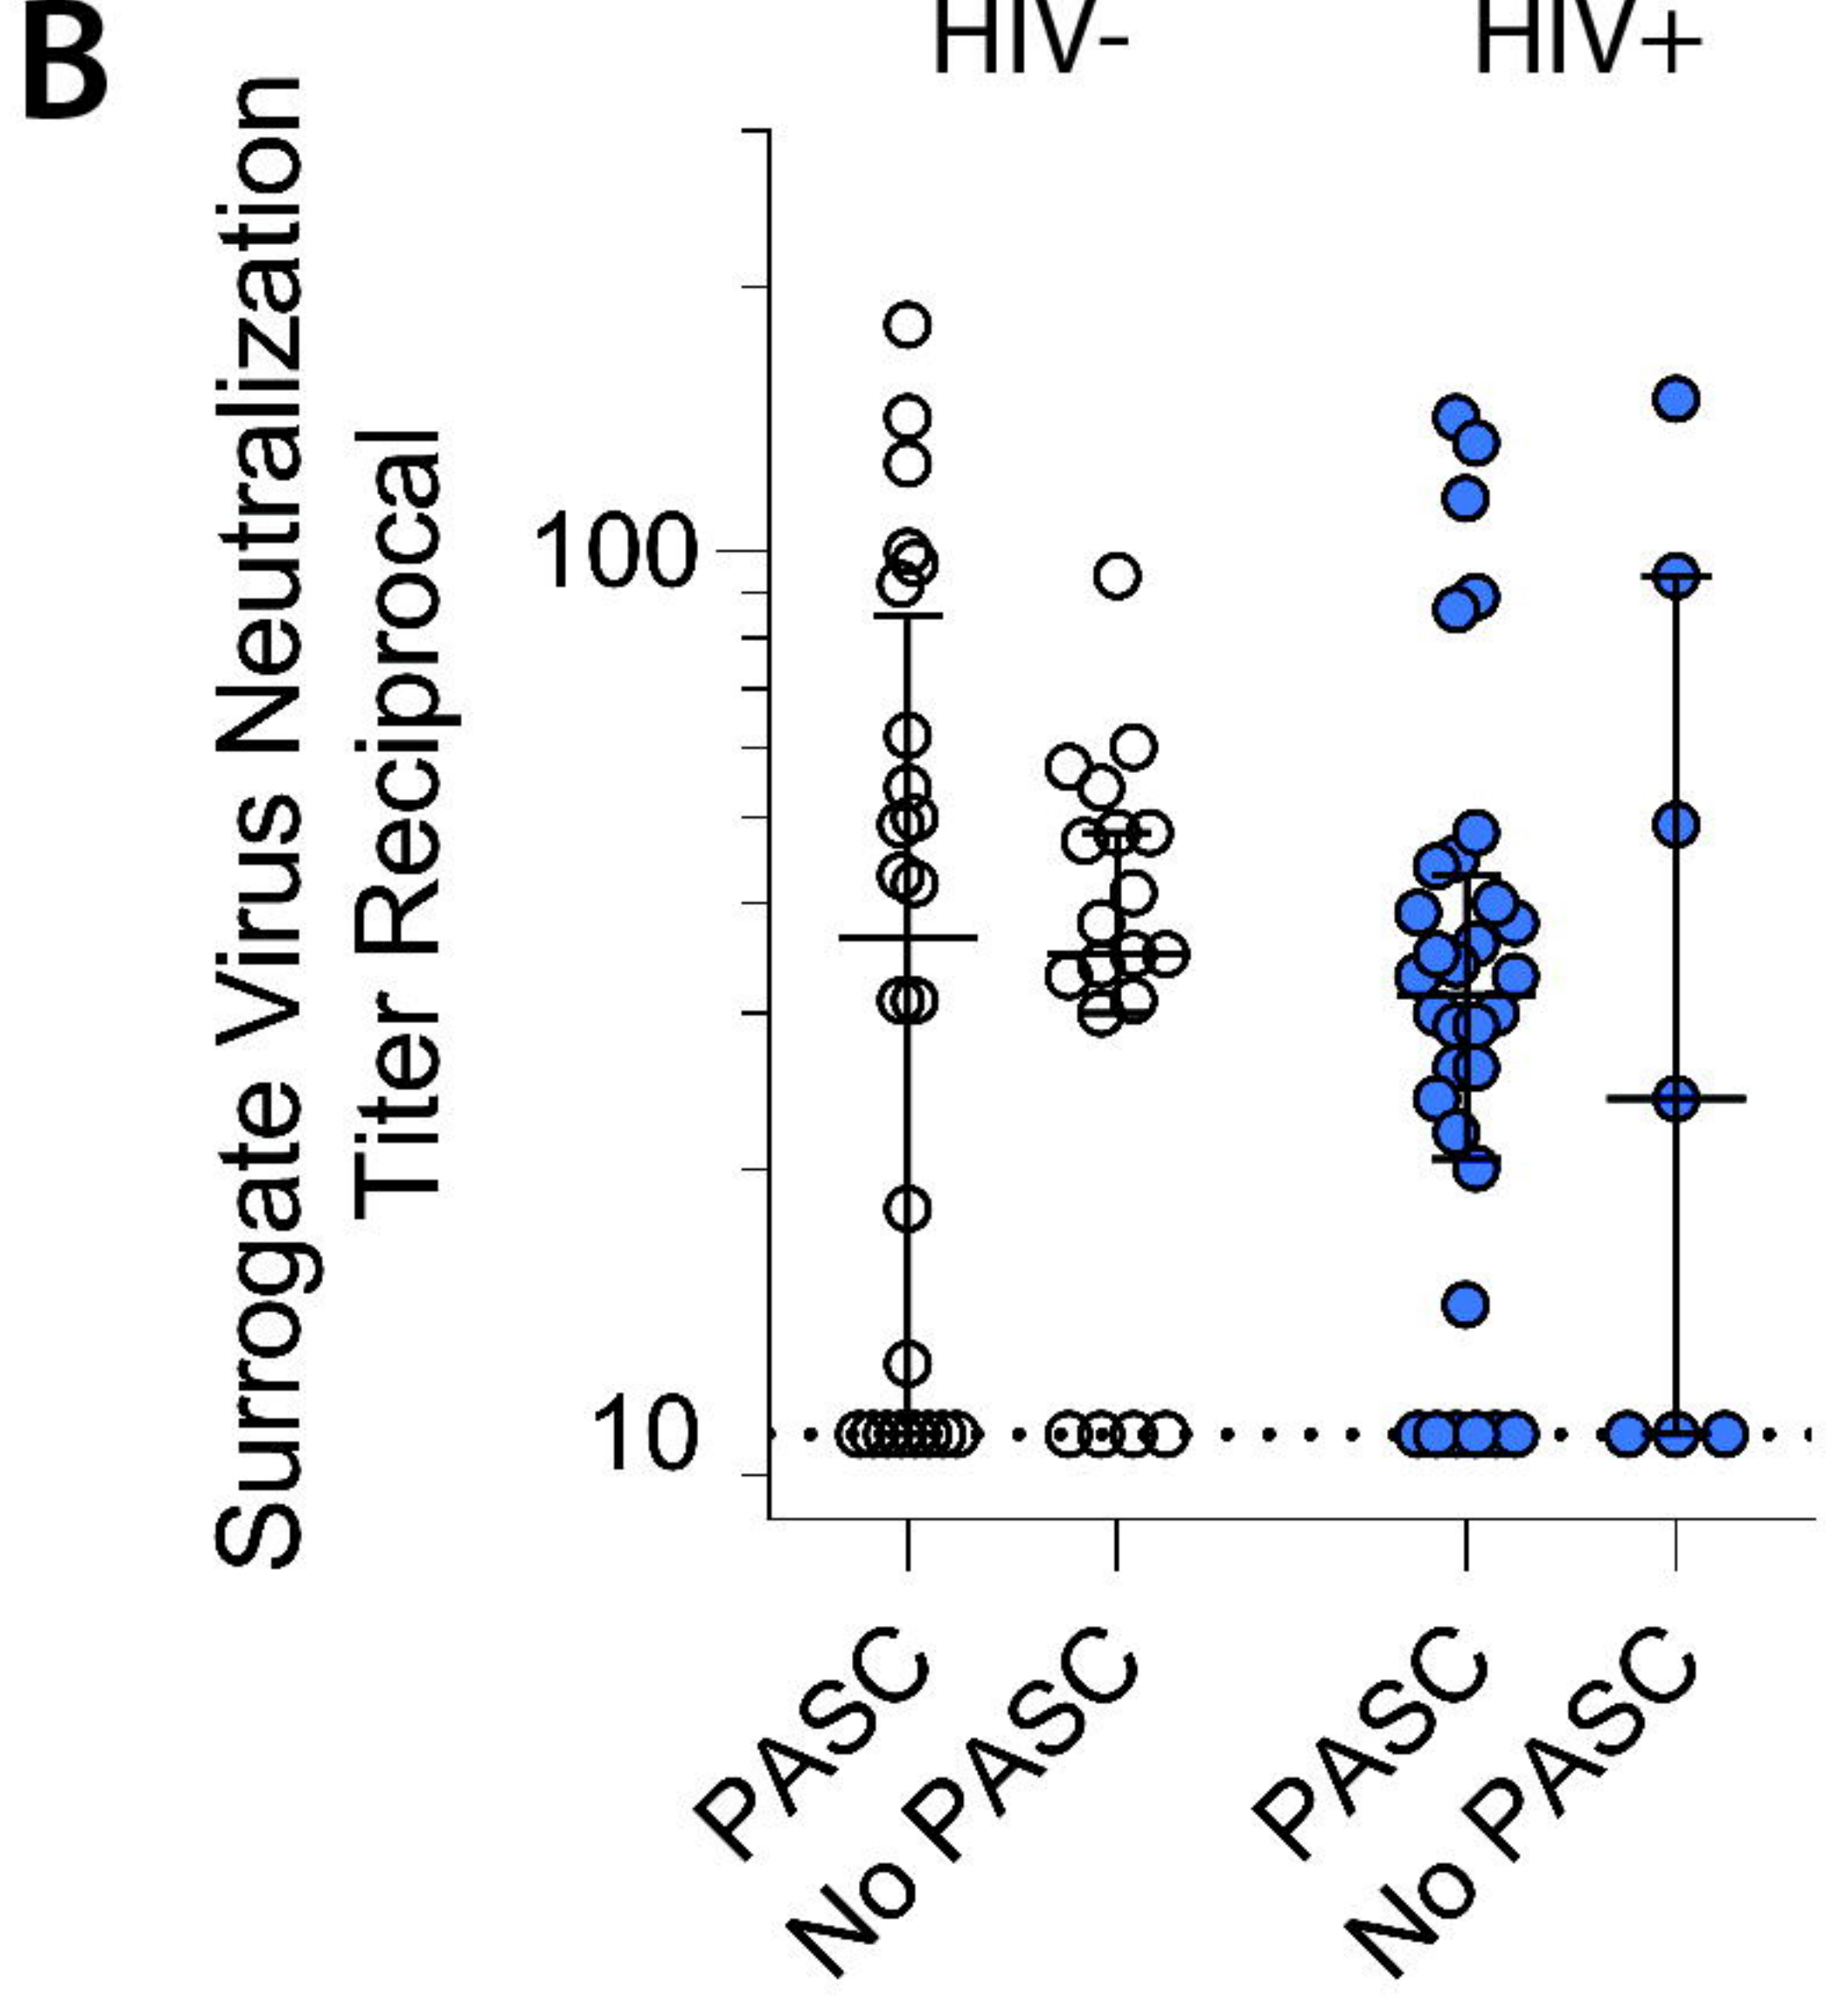 B
HIV-
HIV+
Surrogate Virus Neutralization
Titer Reciprocal
100
10
PASC
No PASC
PASC
No PASC